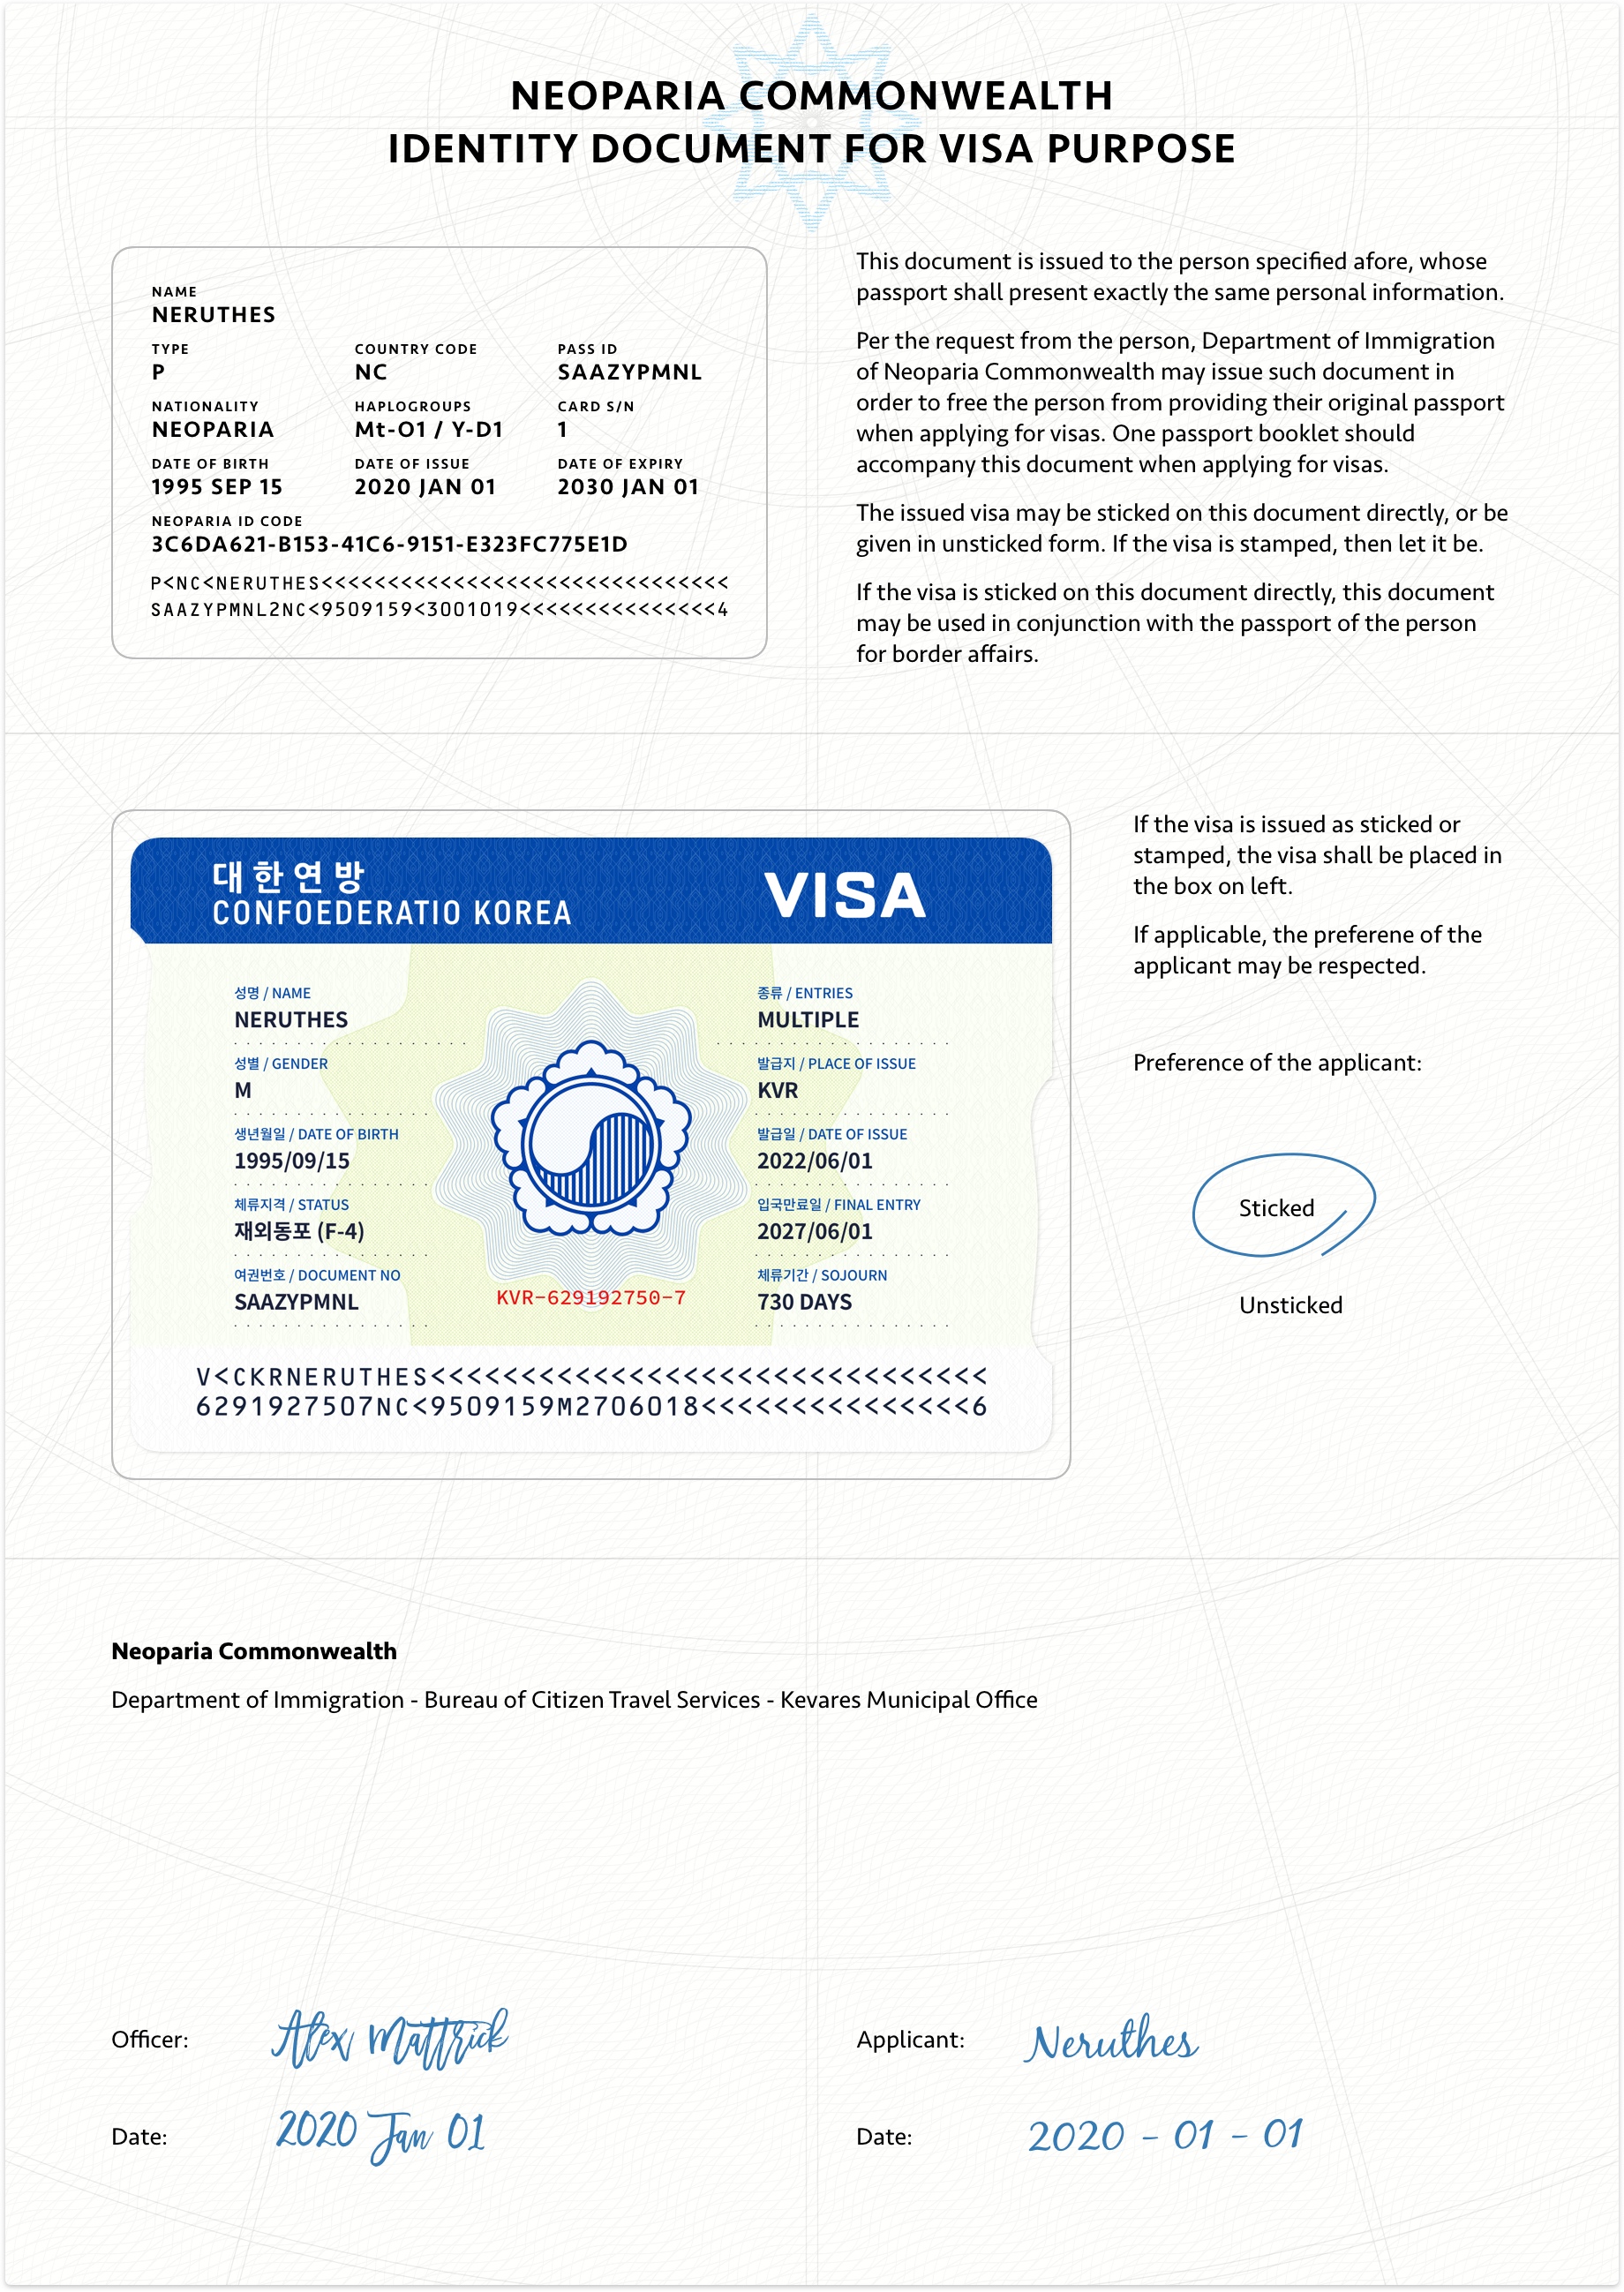 NEOPARIA COMMONWEALTH
IDENTITY DOCUMENT FOR VISA PURPOSE
NAME
NERUTHES
TYPE COUNTRY CODE PASS ID
P NC SAAZYPMNL
NATIONALITY HAPLOGROUPS CARD S/N
NEOPARIA Mt-O1 / Y-D1 1
DATE OF BIRTH DATE OF ISSUE DATE OF EXPIRY
1995 SEP 15 2020 JAN 01 2030 JAN 01
NEOPARIA ID CODE
3C6DA621-B153-41C6-9151-E323FC775E1D
P<NC<NERUTHES<<<<<<<<<<<<<<<<<<<<<<<<<<<<<<<
SAAZYPMNL2NC<9509159<3001019<<<<<<<<<<<<<<<4
This document is issued to the person specified afore, whose
passport shall present exactly the same personal information.
Per the request from the person, Department of Immigration
of Neoparia Commonwealth may issue such document in
order to free the person from providing their original passport
when applying for visas. One passport booklet should
accompany this document when applying for visas.
The issued visa may be sticked on this document directly, or be
given in unsticked form. If the visa is stamped, then let it be.
If the visa is sticked on this document directly, this document
may be used in conjunction with the passport of the person
for border affairs.
대한연방
CONFOEDERATIO KOREA
VISA
성명 / NAME
NERUTHES
성별 / GENDER
M
생년월일 / DATE OF BIRTH
1995/09/15
체류지격 / STATUS
재외동포 (F-4)
여권번호 / DOCUMENT NO
SAAZYPMNL
KVR-629192750-7
종류 / ENTRIES
MULTIPLE
발급지 / PLACE OF ISSUE
KVR
발급일 / DATE OF ISSUE
2022/06/01
입국만료일 / FINAL ENTRY
2027/06/01
체류기간 / SOJOURN
730 DAYS
V<CKRNERUTHES<<<<<<<<<<<<<<<<<<<<<<<<<<<<<<<
6291927507NC<9509159M2706018<<<<<<<<<<<<<<<6
If the visa is issued as sticked or
stamped, the visa shall be placed in
the box on left.
If applicable, the preferene of the
applicant may be respected.
Preference of the applicant:
Sticked
Unsticked
Neoparia Commonwealth
Department of Immigration - Bureau of Citizen Travel Services - Kevares Municipal Office
Officer: Alex Mattrick
Date: 2020 Jan 01
Applicant: Neruthes
Date: 2020 - 01 - 01